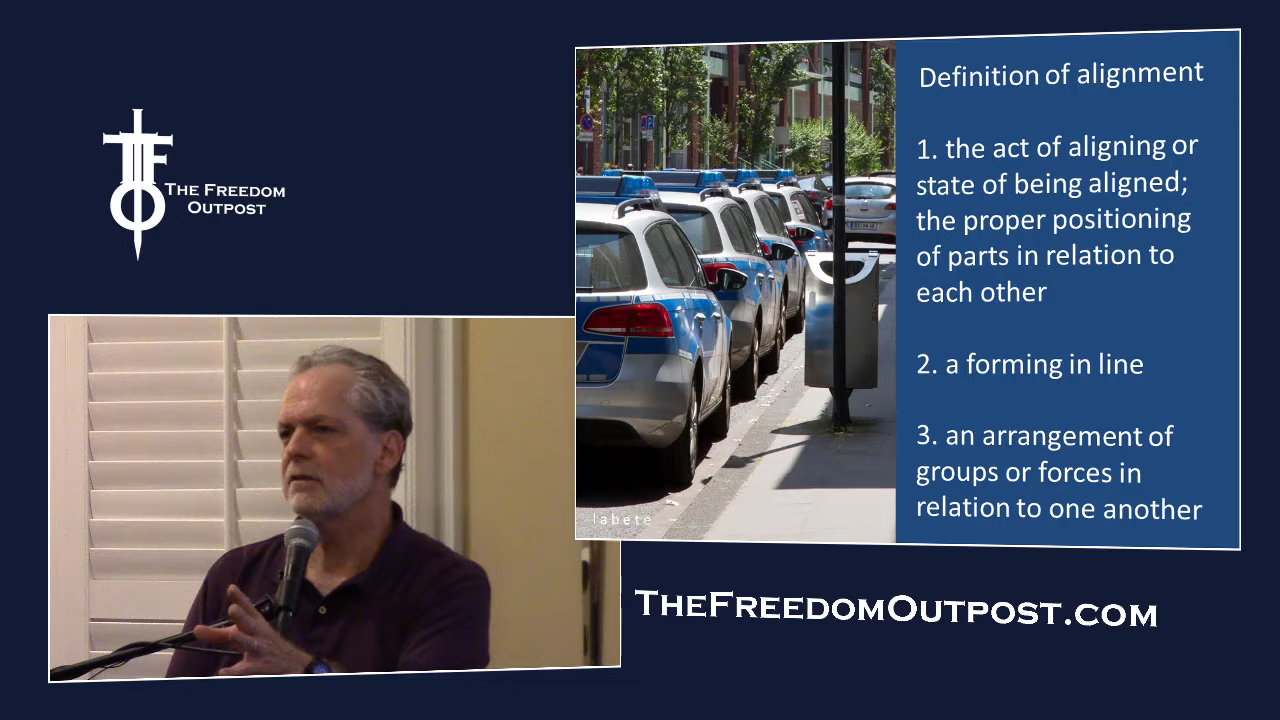 TFO
The Freedom
Outpost
Definition of alignment
1. the act of aligning or
state of being aligned;
the proper positioning
of parts in relation to
each other
2. a forming in line
3. an arrangement of
groups or forces in
relation to one another
labete
TheFreedomOutpost.com